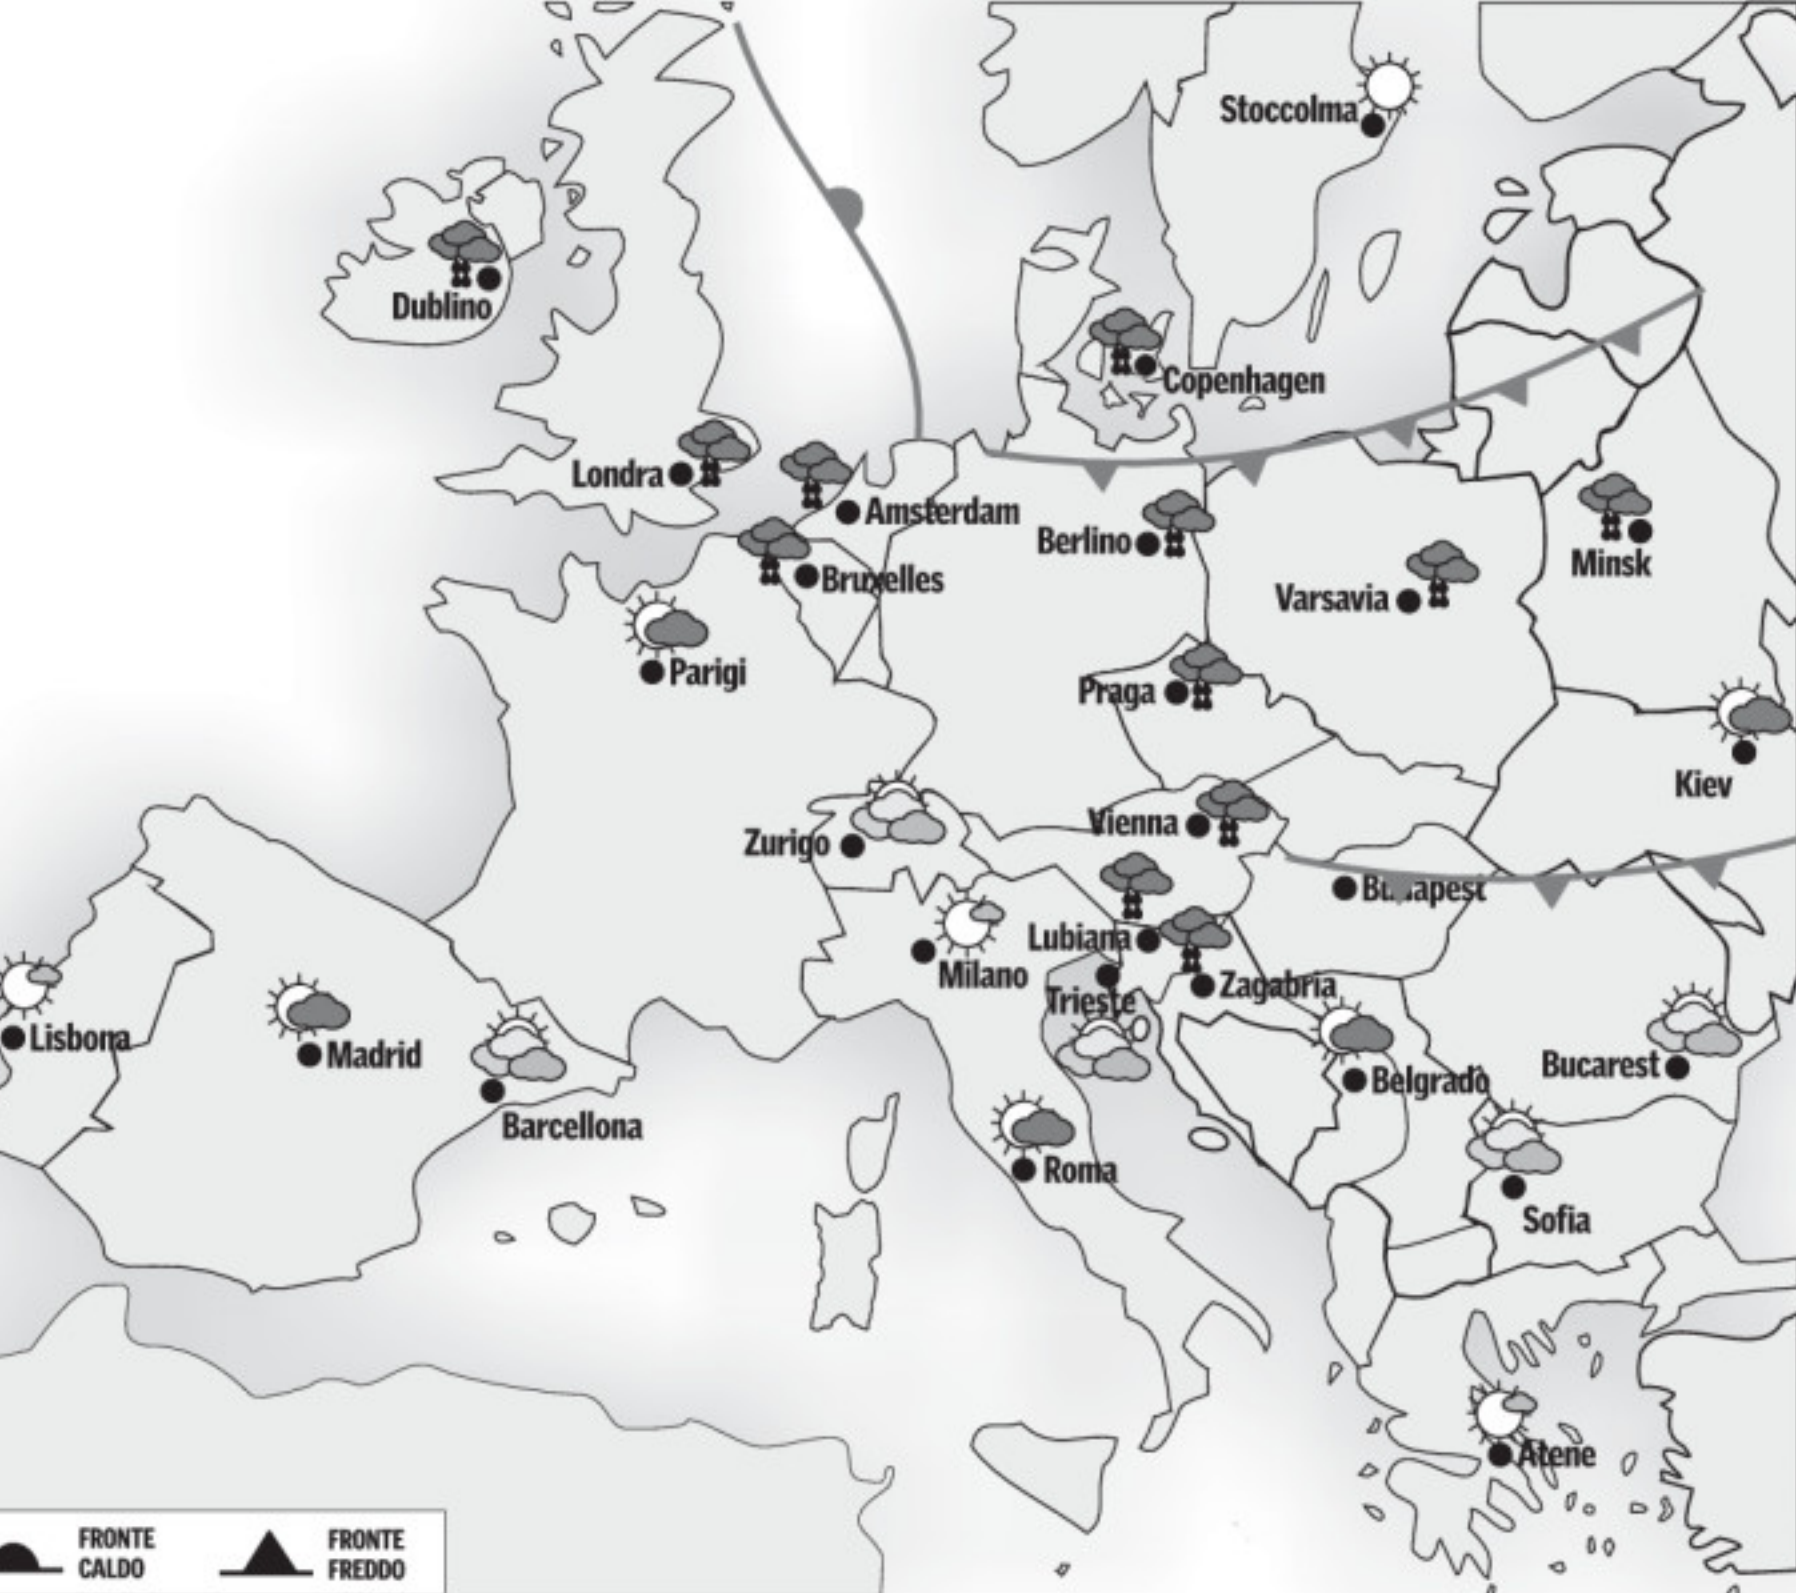 Stoccolma
Dublino
Copenhagen
Londra
Amsterdam
Berlino
Minsk
Bruxelles
Varsavia
Parigi
Praga
Kiev
Vienna
Zurigo
Budapest
Lubiana
Milano
Zagabria
Trieste
Lisbona
Madrid
Belgrado
Bucarest
Barcellona
Roma
Sofia
Atene
FRONTE
CALDO
FRONTE
FREDDO